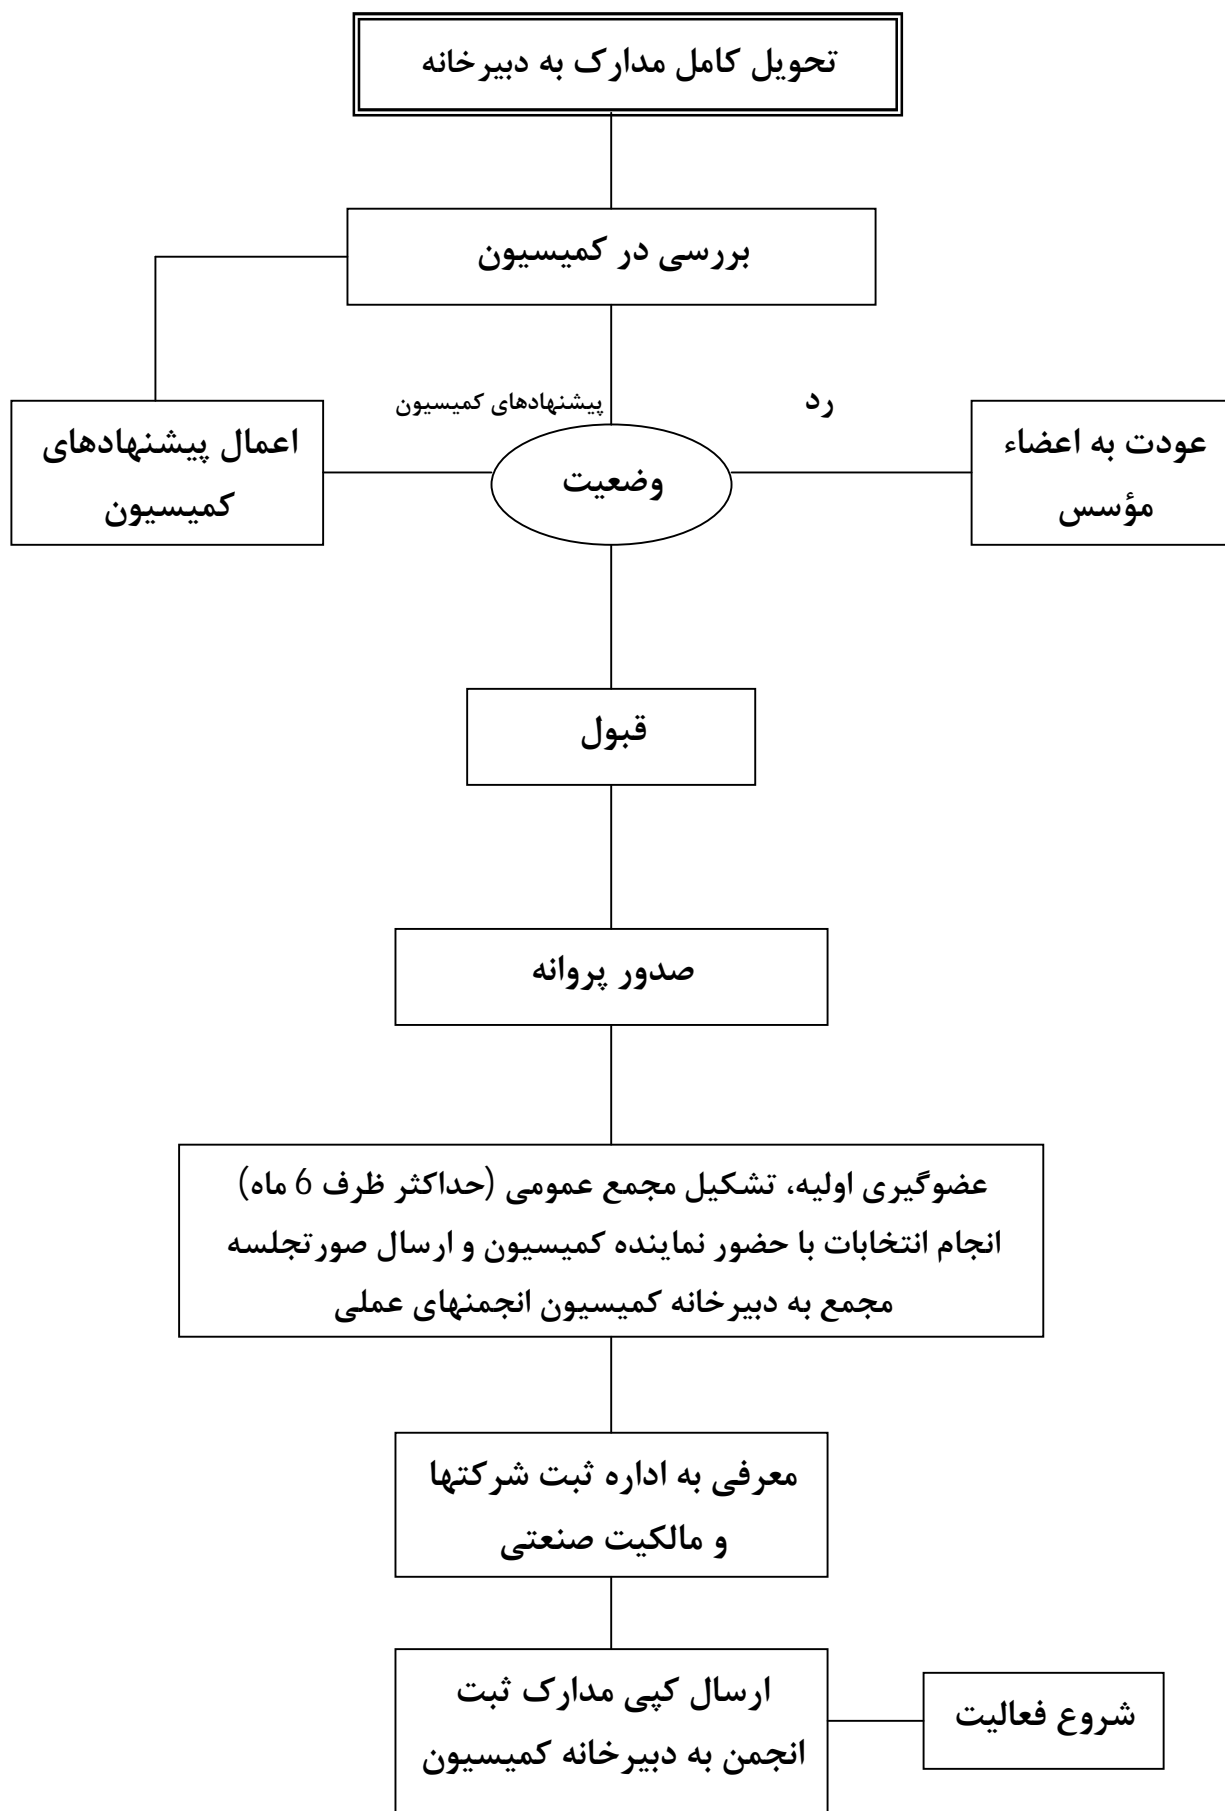 تحویل کامل مدارک به دبیرخانه
بررسی در کمیسیون
رد
پیشنهادهای کمیسیون
عودت به اعضاء
مؤسس
وضعیت
اعمال پیشنهادهای
کمیسیون
قبول
صدور پروانه
عضوگیری اولیه، تشکیل مجمع عمومی (حداکثر ظرف 6 ماه)
انجام انتخابات با حضور نماینده کمیسیون و ارسال صورتجلسه
مجمع به دبیرخانه کمیسیون انجمنهای عملی
معرفی به اداره ثبت شرکتها
و مالکیت صنعتی
ارسال کپی مدارک ثبت
انجمن به دبیرخانه کمیسیون
شروع فعالیت